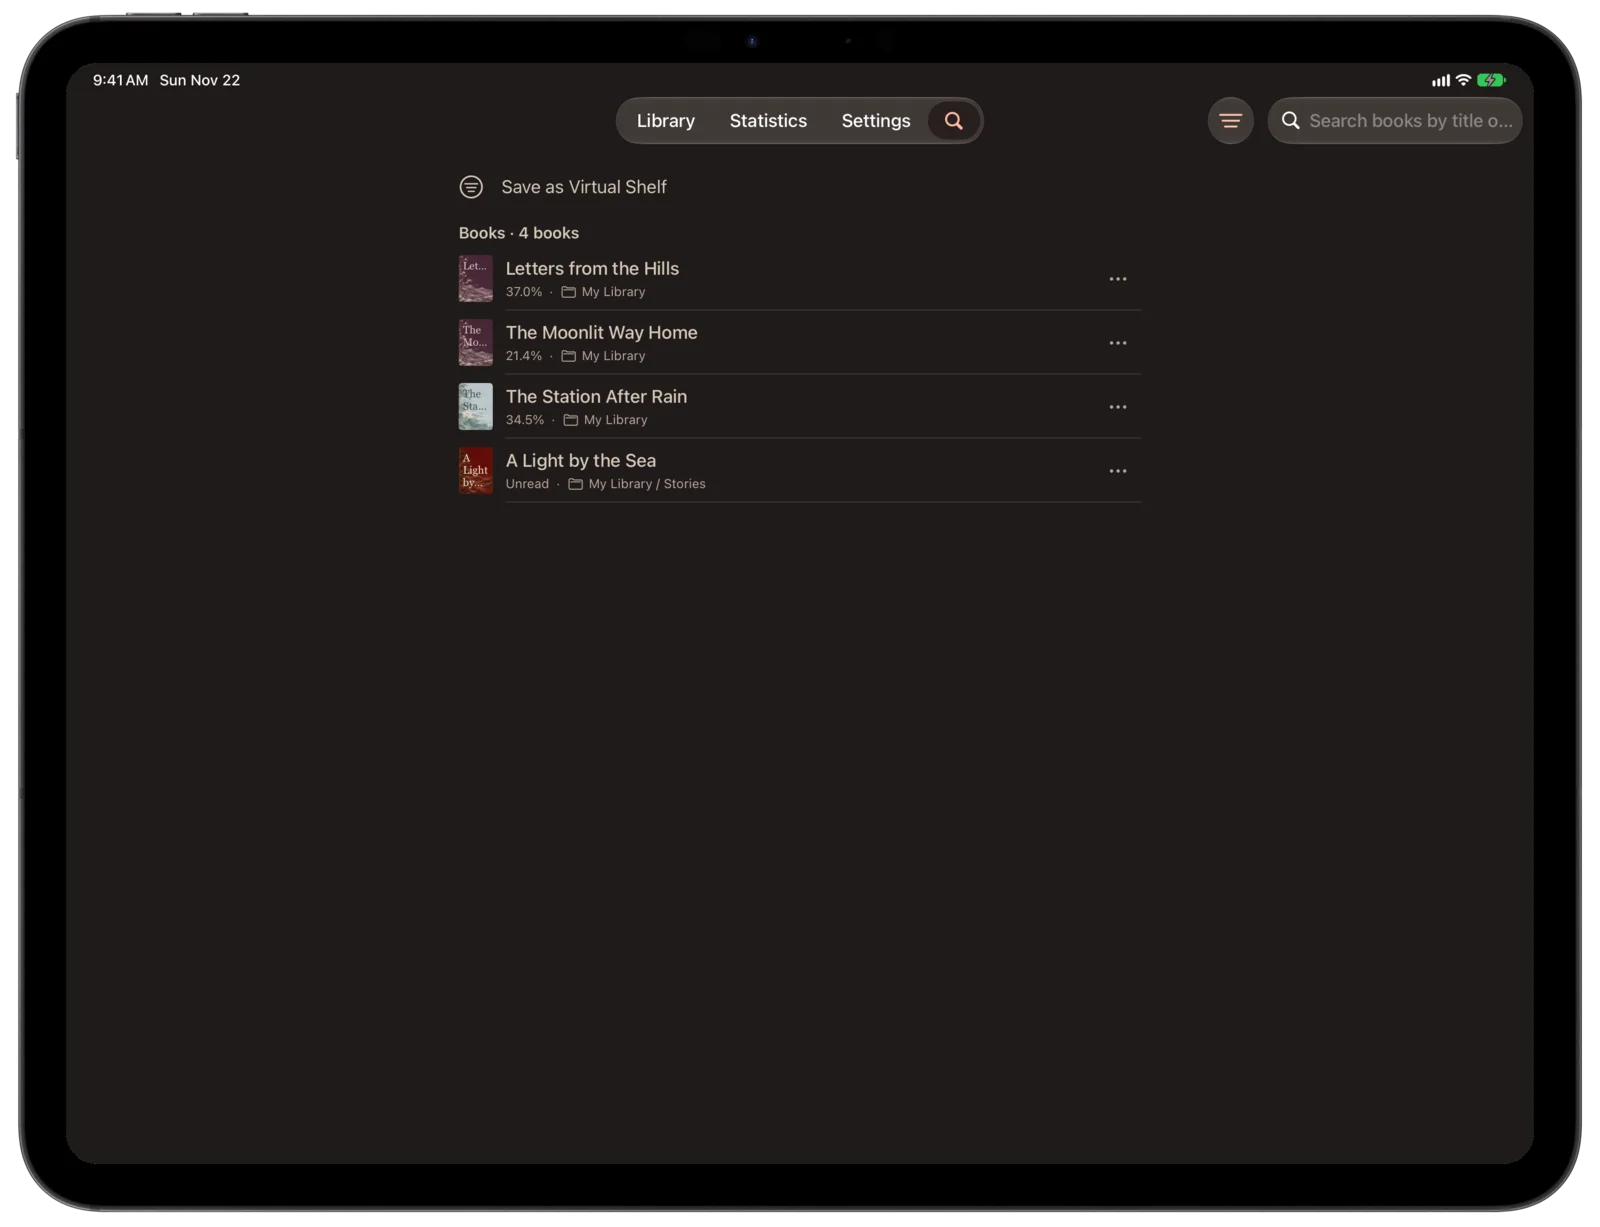 9:41 AM Sun Nov 22
Library Statistics Settings
Search books by title o...
Save as Virtual Shelf
Books · 4 books
Let...
Letters from the Hills
37.0% · My Library
The
Mo...
The Moonlit Way Home
21.4% · My Library
The
Sta...
The Station After Rain
34.5% · My Library
A
Light
by...
A Light by the Sea
Unread · My Library / Stories